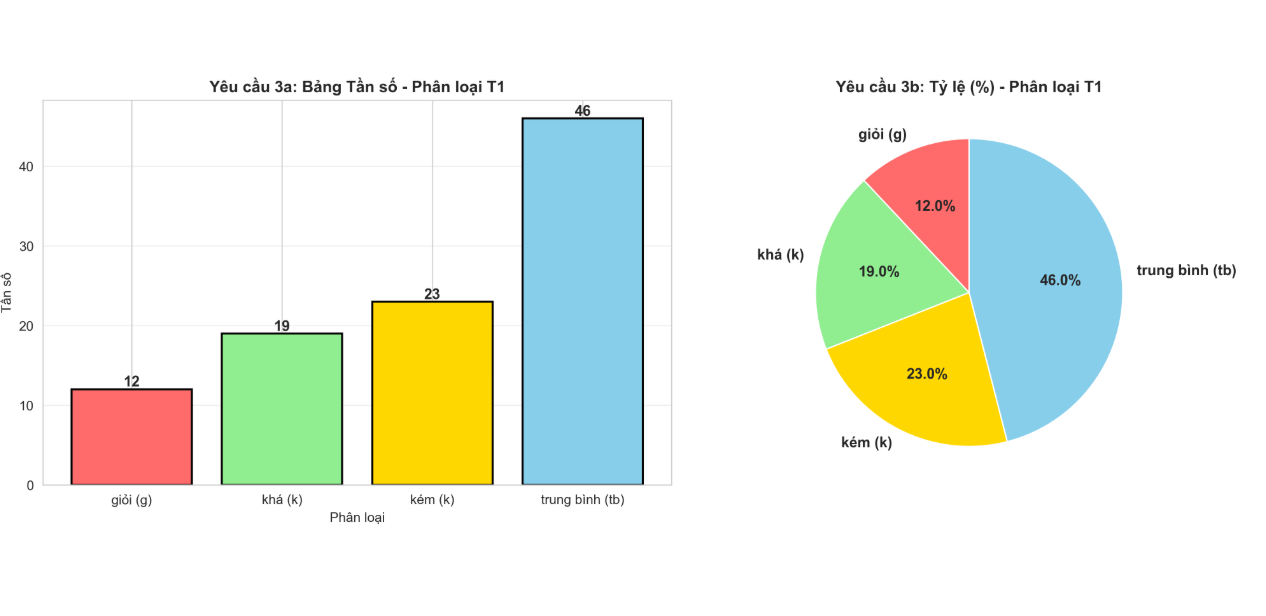 Yêu cầu 3a: Bảng Tần số - Phân loại T1
46
40
30
23
20
19
12
10
0
Tần số
giỏi (g)
khá (k)
kém (k)
trung bình (tb)
Phân loại
Yêu cầu 3b: Tỷ lệ (%) - Phân loại T1
giỏi (g)
12.0%
khá (k)
19.0%
46.0%
trung bình (tb)
23.0%
kém (k)